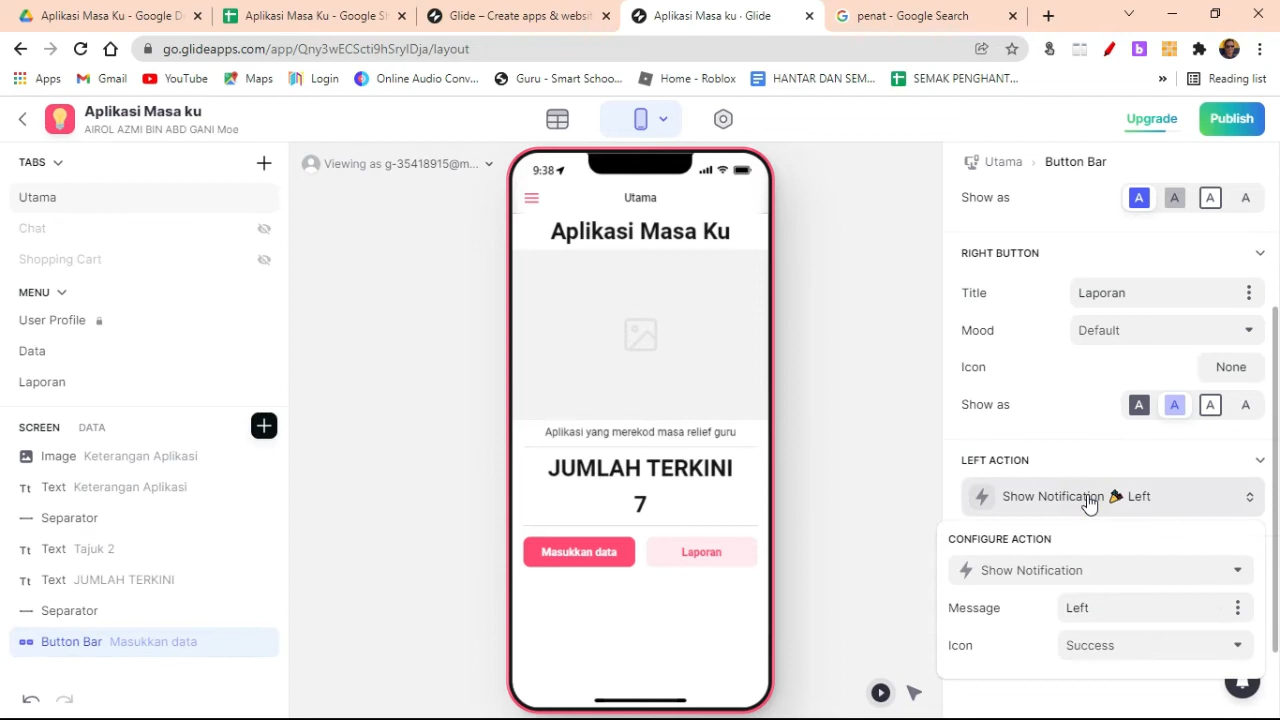 Aplikasi Masa Ku - Google Dr
Aplikasi Masa Ku - Google Sh
Glide – Create apps & websit
Aplikasi Masa ku · Glide
penat - Google Search
go.glideapps.com/app/Qny3wECScti9hSrylDja/layout
Apps
Gmail
YouTube
Maps
Login
Online Audio Conv...
Guru - Smart Schoo...
Home - Roblox
HANTAR DAN SEM...
SEMAK PENGHANT...
»
Reading list
Aplikasi Masa ku
AIROL AZMI BIN ABD GANI Moe
Upgrade
Publish
TABS
Utama
Chat
Shopping Cart
MENU
User Profile
Data
Laporan
SCREEN DATA
Image Keterangan Aplikasi
Tt Text Keterangan Aplikasi
Separator
Tt Text Tajuk 2
Tt Text JUMLAH TERKINI
Separator
Button Bar Masukkan data
Viewing as g-35418915@m...
9:38
Utama
Aplikasi Masa Ku
Aplikasi yang merekod masa relief guru
JUMLAH TERKINI
7
Masukkan data
Laporan
Utama › Button Bar
Show as A A A A
RIGHT BUTTON
Title Laporan
Mood Default
Icon None
Show as A A A A
LEFT ACTION
Show Notification 🎉 Left
CONFIGURE ACTION
Show Notification
Message Left
Icon Success